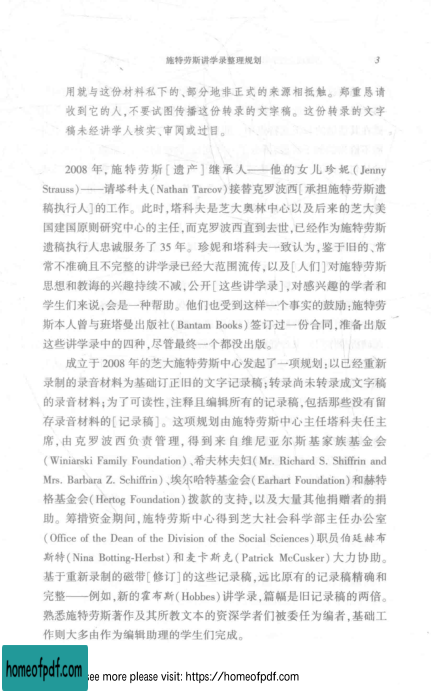 施特劳斯讲学录整理规划 3
用就与这份材料私下的、部分地非正式的来源相抵触。郑重恳请
收到它的人,不要试图传播这份转录的文字稿。这份转录的文字
稿未经讲学人核实、审阅或过目。
2008 年,施特劳斯[遗产]继承人——他的女儿珍妮(Jenny
Strauss)——请塔科夫(Nathan Tarcov)接替克罗波西[承担施特劳斯遗
稿执行人]的工作。此时,塔科夫是芝大奥林中心以及后来的芝大美
国建国原则研究中心的主任,而克罗波西直到去世,已经作为施特劳斯
遗稿执行人忠诚服务了 35 年。珍妮和塔科夫一致认为,鉴于旧的、常
常不准确且不完整的讲学录已经大范围流传,以及[人们]对施特劳斯
思想和教诲的兴趣持续不减,公开[这些讲学录],对感兴趣的学者和
学生们来说,会是一种帮助。他们也受到这样一个事实的鼓励:施特劳
斯本人曾与班塔曼出版社(Bantam Books)签订过一份合同,准备出版
这些讲学录中的四种,尽管最终一个都没出版。
成立于 2008 年的芝大施特劳斯中心发起了一项规划:以已经重新
录制的录音材料为基础订正旧的文字记录稿;转录尚未转录成文字稿
的录音材料;为了可读性,注释且编辑所有的记录稿,包括那些没有留
存录音材料的[记录稿]。这项规划由施特劳斯中心主任塔科夫任主
席,由克罗波西负责管理,得到来自维尼亚尔斯基家族基金会
(Winiarski Family Foundation)、希夫林夫妇(Mr. Richard S. Shiffrin and
Mrs. Barbara Z. Schiffrin)、埃尔哈特基金会(Earhart Foundation)和赫特
格基金会(Hertog Foundation)拨款的支持,以及大量其他捐赠者的捐
助。筹措资金期间,施特劳斯中心得到芝大社会科学部主任办公室
(Office of the Dean of the Division of the Social Sciences)职员伯廷赫布
斯特(Nina Botting-Herbst)和麦卡斯克(Patrick McCusker)大力协助。
基于重新录制的磁带[修订]的这些记录稿,远比原有的记录稿精确和
完整——例如,新的霍布斯(Hobbes)讲学录,篇幅是旧记录稿的两倍。
熟悉施特劳斯著作及其所教文本的资深学者们被委任为编者,基础工
作则大多由作为编辑助理的学生们完成。
homeofpdf.com see more please visit: https://homeofpdf.com